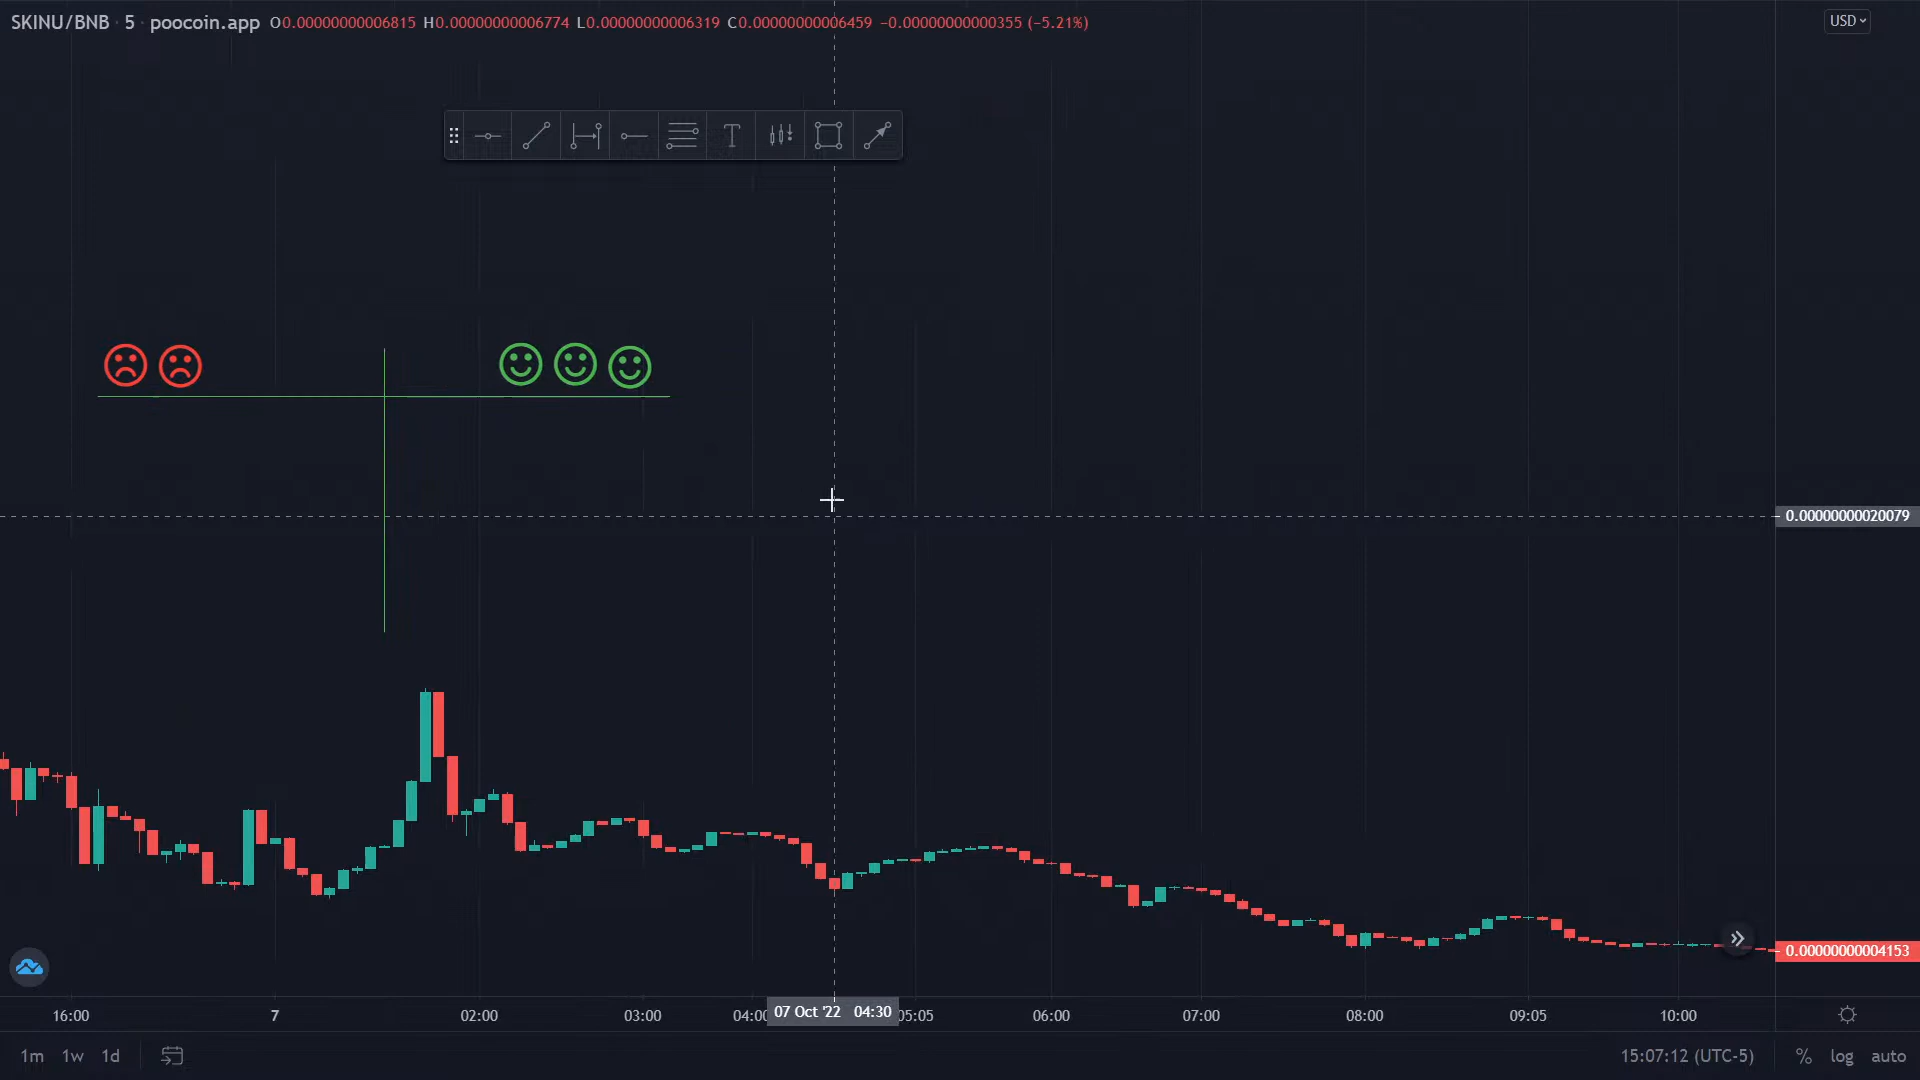 SKINU/BNB · 5 · poocoin.app O0.00000000006815 H0.00000000006774 L0.00000000006319 C0.00000000006459 −0.00000000000355 (−5.21%)
USD
T
0.00000000020079
0.00000000004153
16:00 7 02:00 03:00 04:00 07 Oct '22 04:30 05:05 06:00 07:00 08:00 09:05 10:00
1m 1w 1d 15:07:12 (UTC-5) % log auto